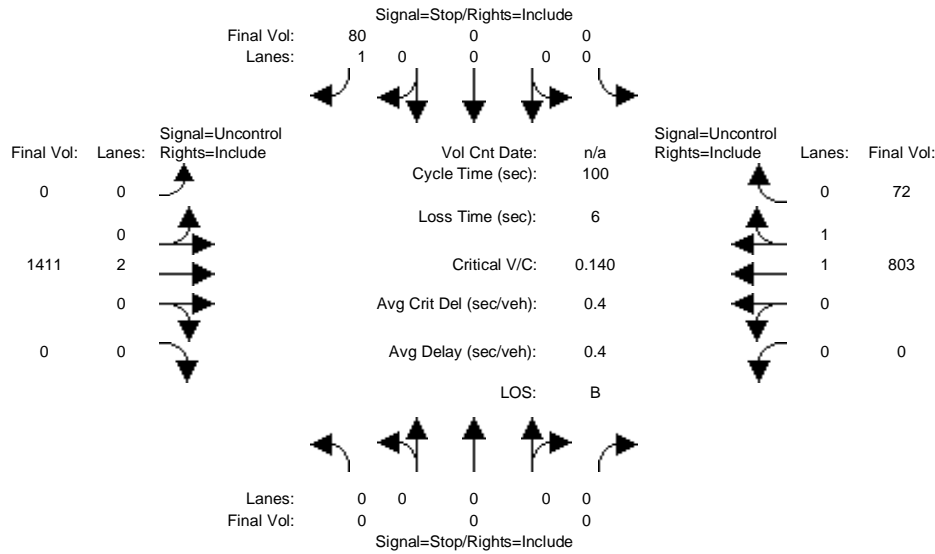 Signal=Stop/Rights=Include
Final Vol: 80 0 0
Lanes: 1 0 0 0 0
Signal=Uncontrol
Final Vol: Lanes: Rights=Include
Vol Cnt Date: n/a
Signal=Uncontrol
Rights=Include Lanes: Final Vol:
Cycle Time (sec): 100
0 0
0 72
Loss Time (sec): 6
0
1
1411 2
Critical V/C: 0.140
1 803
0
Avg Crit Del (sec/veh): 0.4
0
0 0
Avg Delay (sec/veh): 0.4
0 0
LOS: B
Lanes: 0 0 0 0 0
Final Vol: 0 0 0
Signal=Stop/Rights=Include